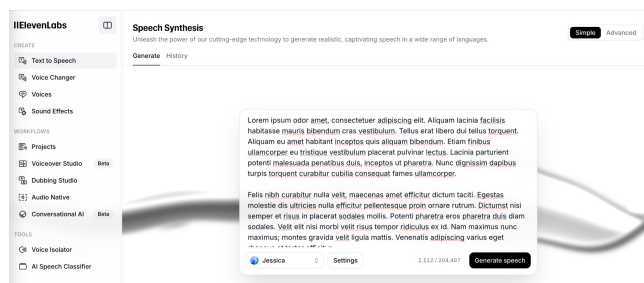 IIElevenLabs
CREATE
Text to Speech
Voice Changer
Voices
Sound Effects
WORKFLOWS
Projects
Voiceover Studio Beta
Dubbing Studio
Audio Native
Conversational AI Beta
TOOLS
Voice Isolator
AI Speech Classifier
Speech Synthesis
Unleash the power of our cutting-edge technology to generate realistic, captivating speech in a wide range of languages.
Simple Advanced
Generate History
Lorem ipsum odor amet, consectetuer adipiscing elit. Aliquam lacinia facilisis
habitasse mauris bibendum cras vestibulum. Tellus erat libero dui tellus torquent.
Aliquam eu amet habitant inceptos quis aliquam bibendum. Etiam finibus
ullamcorper eu tristique vestibulum placerat pulvinar lectus. Lacinia parturient
potenti malesuada penatibus duis, inceptos ut pharetra. Nunc dignissim dapibus
turpis torquent curabitur cubilia consequat fames ullamcorper.
Felis nibh curabitur nulla velit, maecenas amet efficitur dictum taciti. Egestas
molestie dis ultricies nulla efficitur pellentesque proin ornare rutrum. Dictumst nisi
semper et risus in placerat sodales mollis. Potenti pharetra eros pharetra duis diam
sodales. Velit elit nisi morbi velit risus tempor ridiculus ex id. Nam maximus nunc
maximus; montes gravida velit ligula mattis. Venenatis adipiscing varius eget
Jessica
Settings
2,112 / 204,497
Generate speech